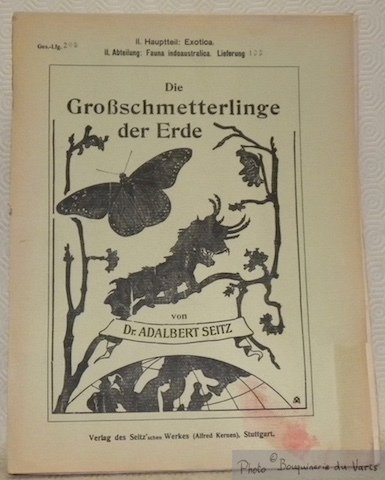 II. Hauptteil: Exotica.
Ges.-Lfg.
II. Abteilung: Fauna indoaustralica. Lieferung
Die
Großschmetterlinge
der Erde
von
Dr. ADALBERT SEITZ
Verlag des Seitz'schen Werkes (Alfred Kernen), Stuttgart.
Photo © Bouquinerie du Varis